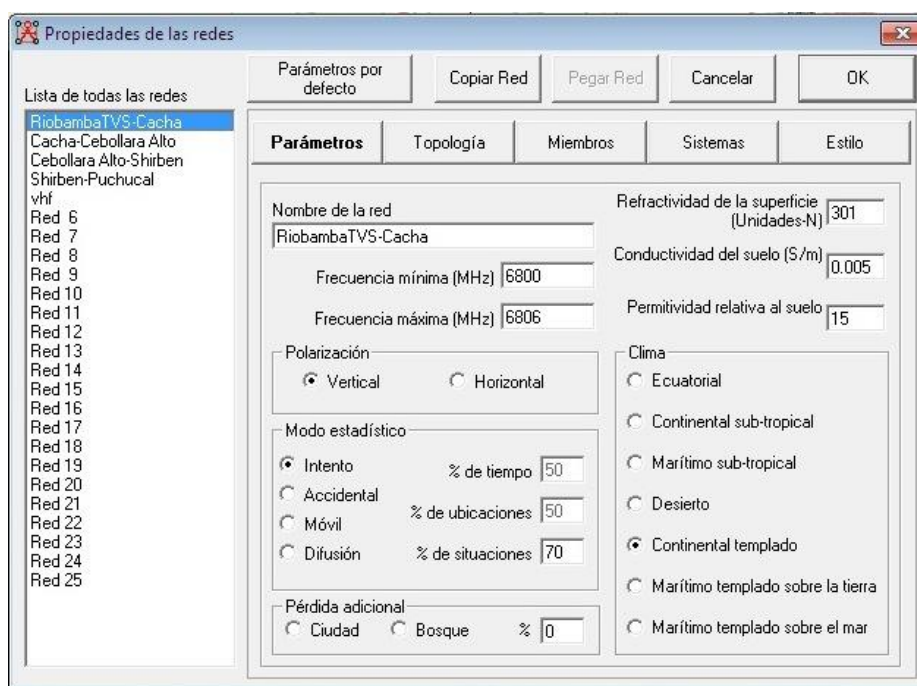 Propiedades de las redes
Parámetros por
defecto
Copiar Red
Pegar Red
Cancelar
OK
Lista de todas las redes
RiobambaTVS-Cacha
Cacha-Cebollara Alto
Cebollara Alto-Shirben
Shirben-Puchucal
vhf
Red 6
Red 7
Red 8
Red 9
Red 10
Red 11
Red 12
Red 13
Red 14
Red 15
Red 16
Red 17
Red 18
Red 19
Red 20
Red 21
Red 22
Red 23
Red 24
Red 25
Parámetros
Topología
Miembros
Sistemas
Estilo
Nombre de la red
RiobambaTVS-Cacha
Frecuencia mínima (MHz) 6800
Frecuencia máxima (MHz) 6806
Refractividad de la superficie
(Unidades-N) 301
Conductividad del suelo (S/m)
0.005
Permitividad relativa al suelo
15
Polarización
Vertical
Horizontal
Modo estadístico
Intento
Accidental
Móvil
Difusión
% de tiempo 50
% de ubicaciones 50
% de situaciones 70
Pérdida adicional
Ciudad
Bosque
% 0
Clima
Ecuatorial
Continental sub-tropical
Marítimo sub-tropical
Desierto
Continental templado
Marítimo templado sobre la tierra
Marítimo templado sobre el mar